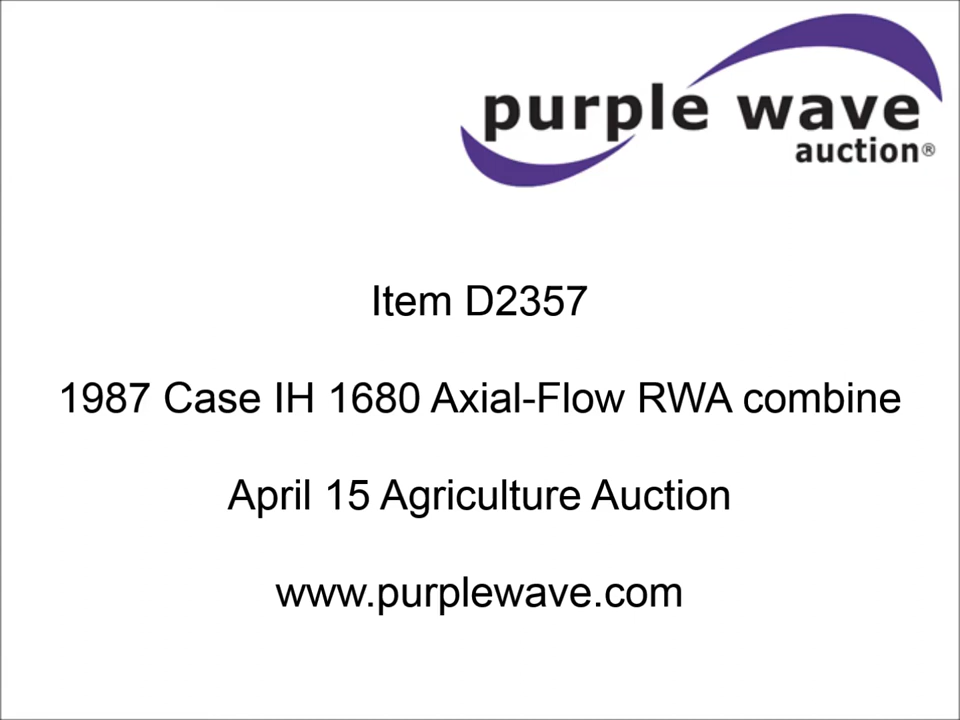 purple wave
auction®
Item D2357
1987 Case IH 1680 Axial-Flow RWA combine
April 15 Agriculture Auction
www.purplewave.com